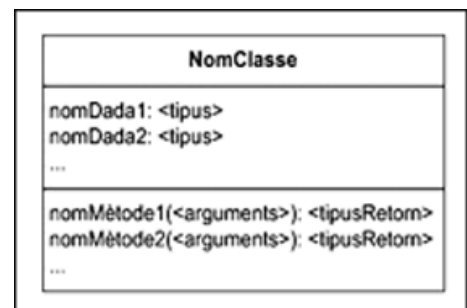 NomClasse
nomDada1: <tipus>
nomDada2: <tipus>
...
nomMètode1(<arguments>): <tipusRetorn>
nomMètode2(<arguments>): <tipusRetorn>
...